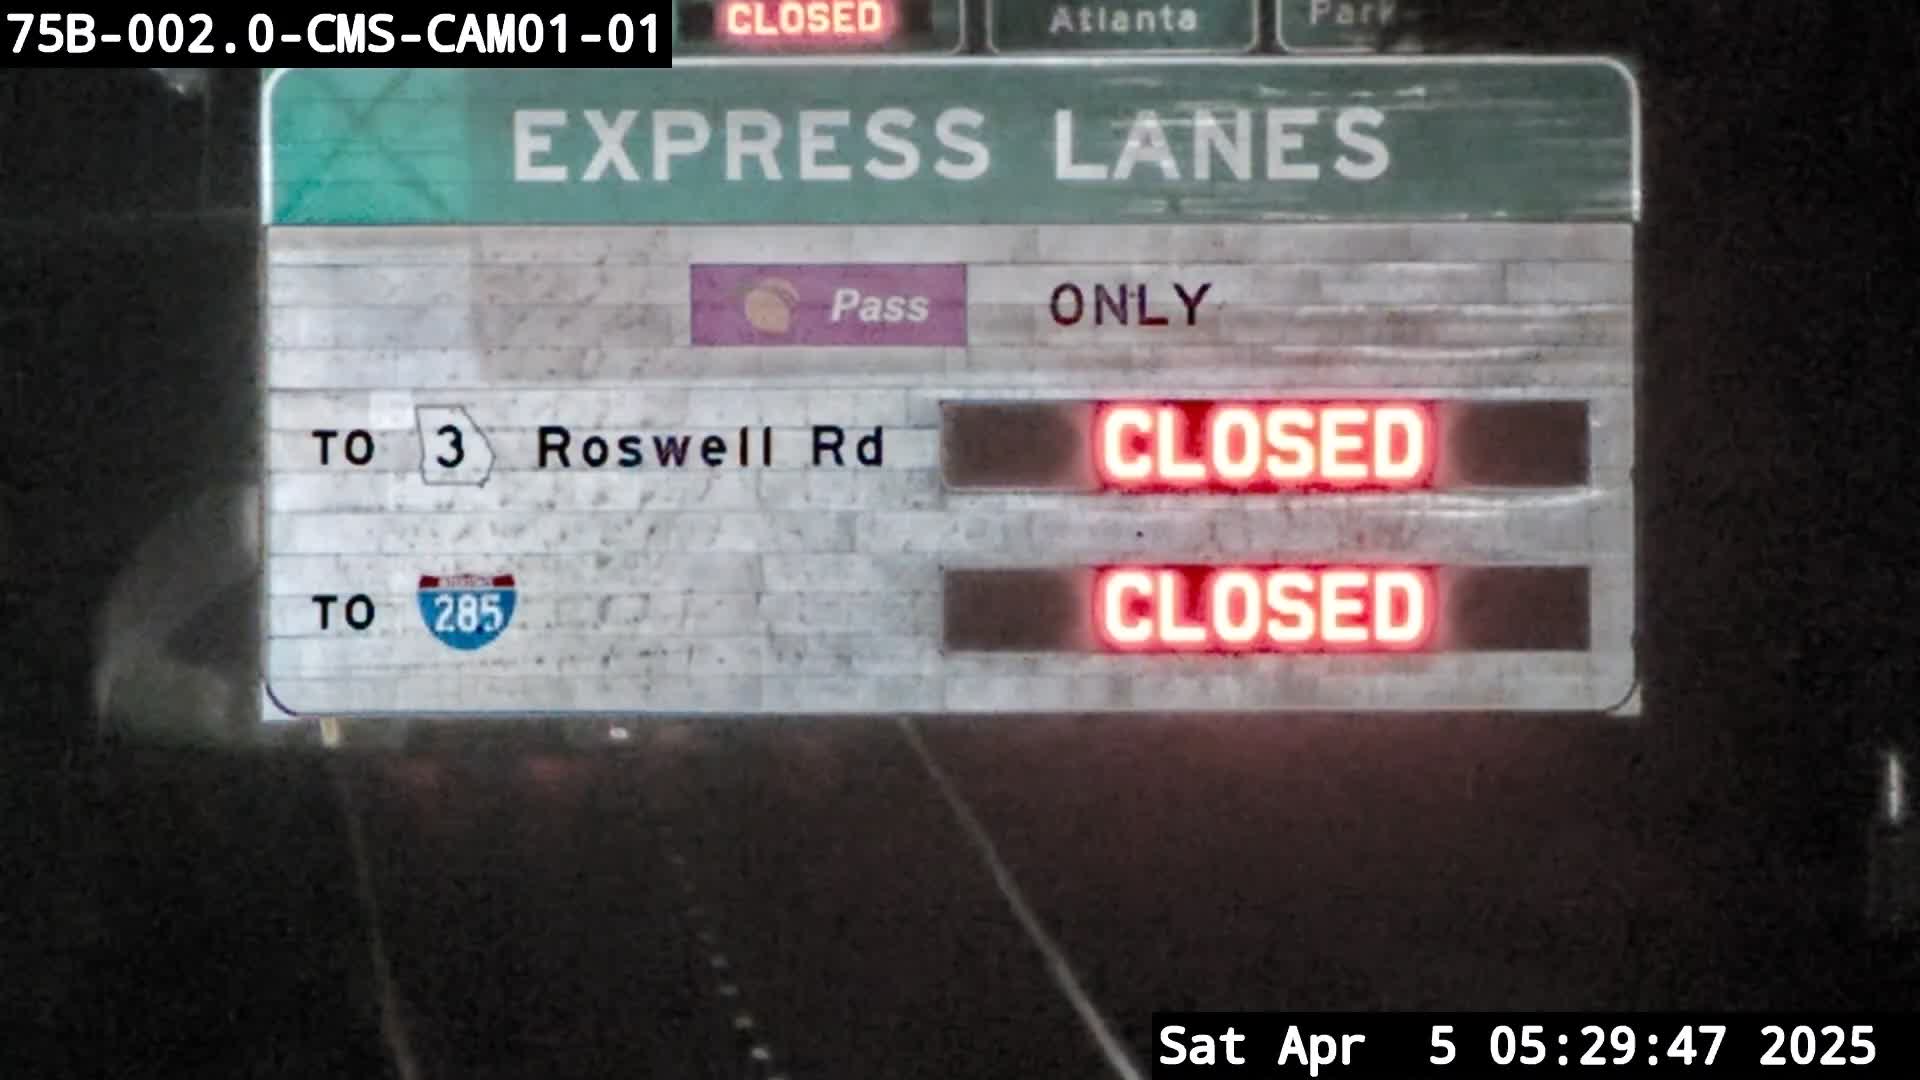 75B-002.0-CMS-CAM01-01
CLOSED
Atlanta
Park
EXPRESS LANES
Pass ONLY
TO 3 Roswell Rd CLOSED
TO 285 CLOSED
Sat Apr 5 05:29:47 2025